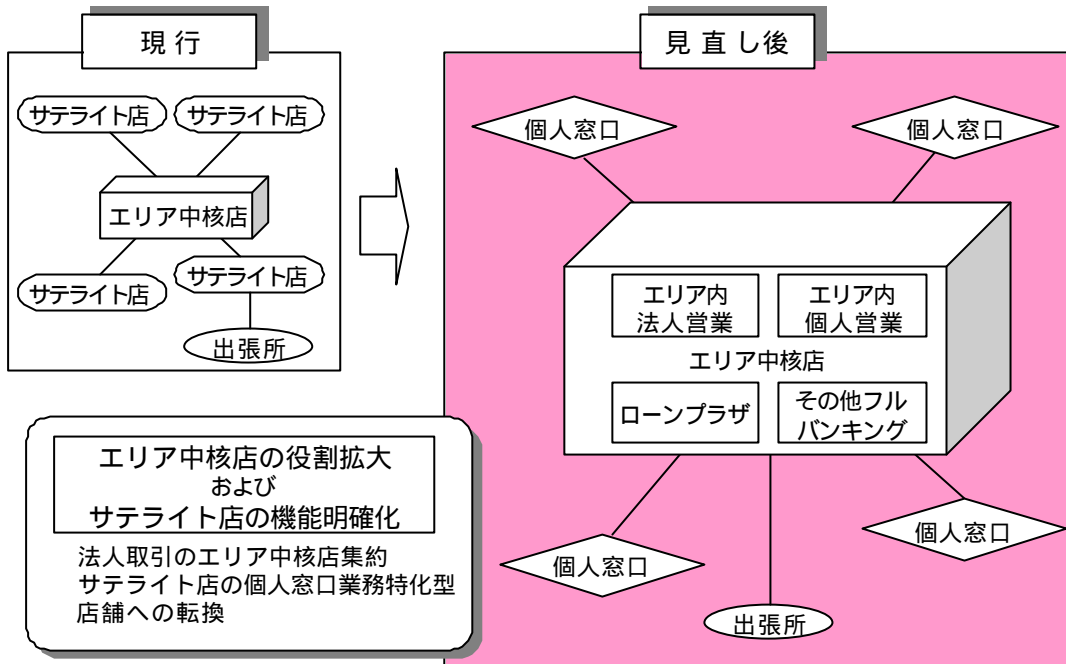 現行
サテライト店
サテライト店
エリア中核店
サテライト店
サテライト店
出張所
見直し後
個人窓口
個人窓口
エリア内
法人営業
エリア内
個人営業
エリア中核店
ローンプラザ
その他フル
バンキング
個人窓口
個人窓口
出張所
エリア中核店の役割拡大
および
サテライト店の機能明確化
法人取引のエリア中核店集約
サテライト店の個人窓口業務特化型
店舗への転換